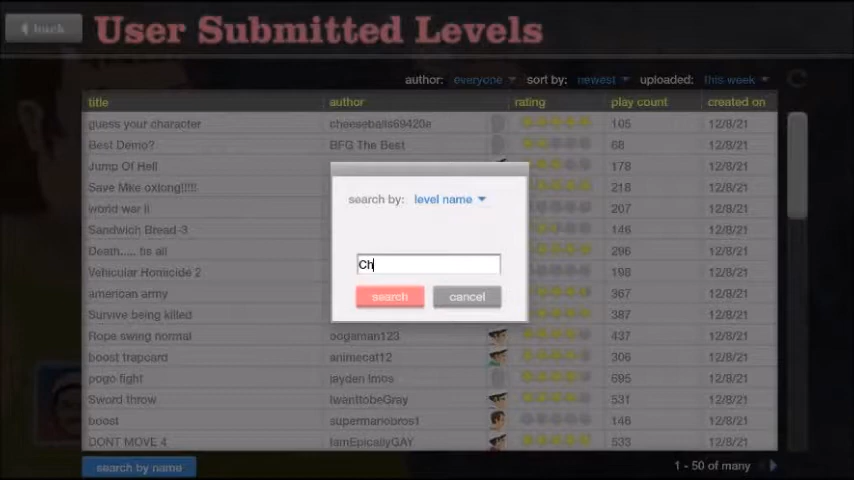 back
User Submitted Levels
author: everyone sort by: newest uploaded: this week
title author rating play count created on
guess your character cheeseballs69420e 105 12/8/21
Best Demo? BFG The Best 68 12/8/21
Jump Of Hell 178 12/8/21
Save Mke oxlong!!!!! 218 12/8/21
world war ii 207 12/8/21
Sandwich Bread-3 146 12/8/21
Death..... fis all 296 12/8/21
Vehicular Homicide 2 198 12/8/21
american army 367 12/8/21
Survive being killed 387 12/8/21
Rope swing normal oogaman123 437 12/8/21
boost trapcard animecat12 306 12/8/21
pogo fight jayden imos 695 12/8/21
Sword throw IwanttobeGray 531 12/8/21
boost supermariobros1 146 12/8/21
DONT MOVE 4 IamEpicallyGAY 533 12/8/21
search by name 1 - 50 of many
search by: level name
Ch
search cancel